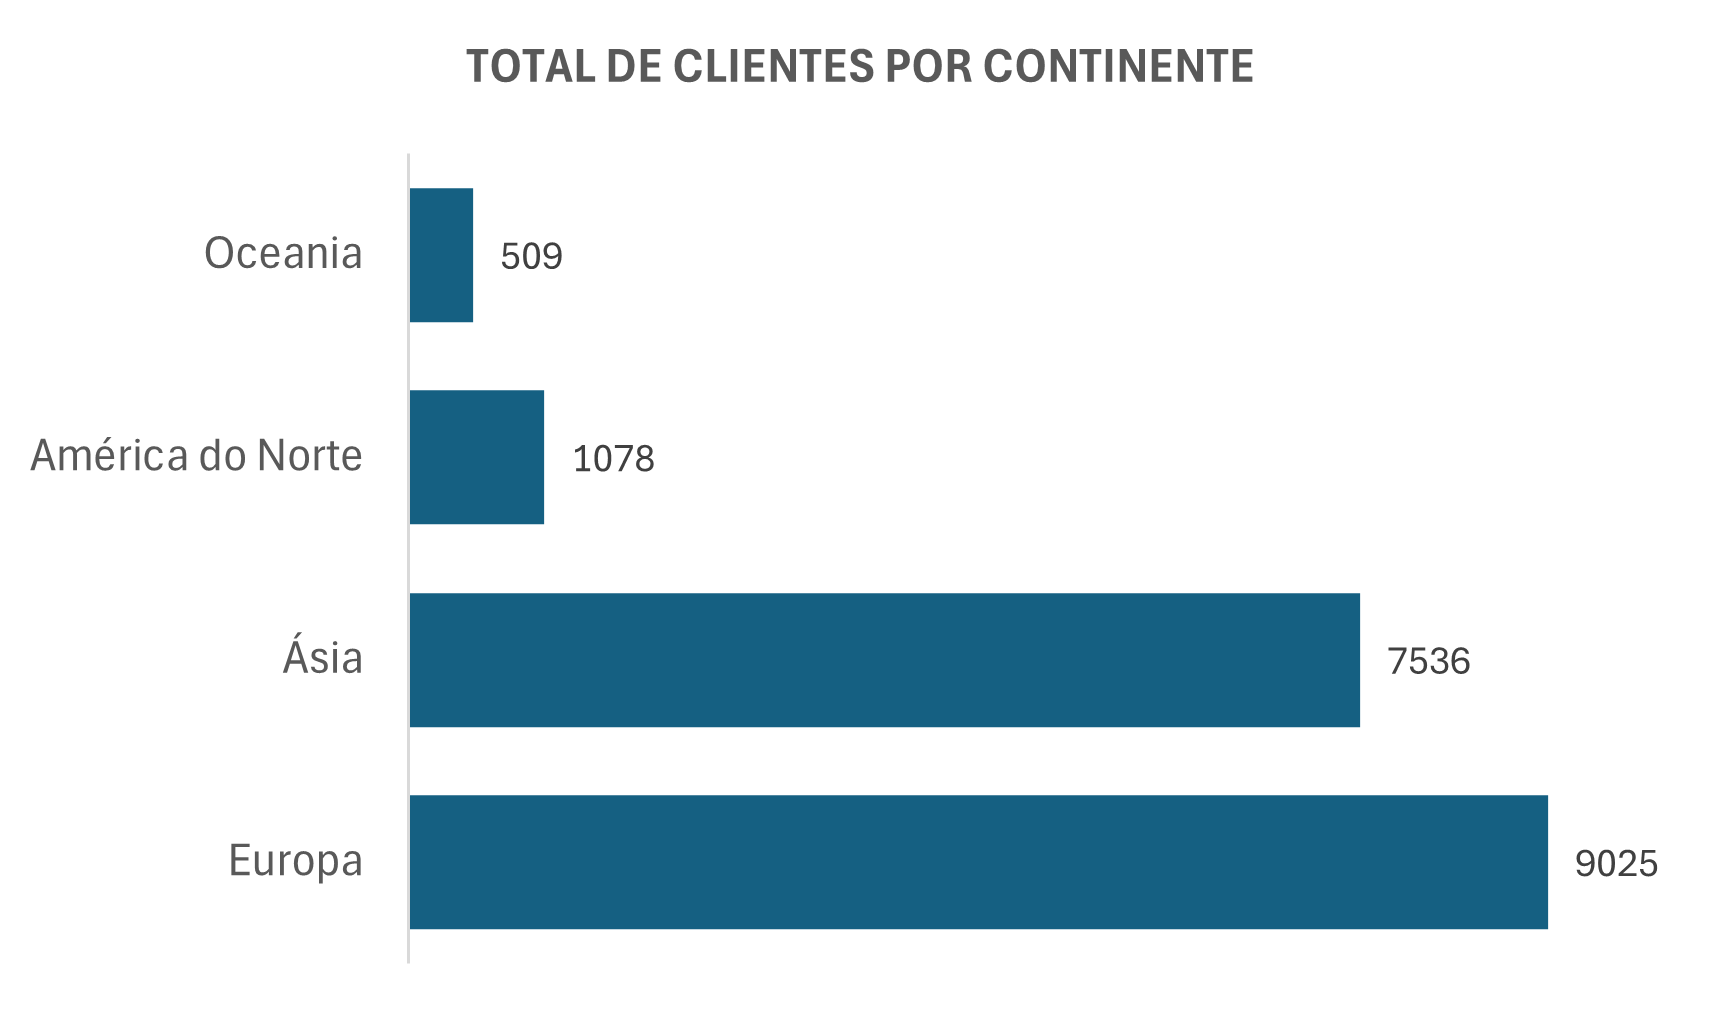 TOTAL DE CLIENTES POR CONTINENTE
Oceania 509
América do Norte 1078
Ásia 7536
Europa 9025